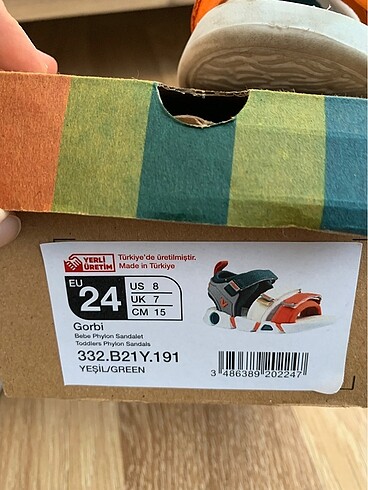 YERLİ
ÜRETİM
Türkiye'de üretilmiştir.
Made in Türkiye
EU
24
US 8
UK 7
CM 15
Gorbi
Bebe Phylon Sandalet
Toddlers Phylon Sandals
332.B21Y.191
YEŞİL/GREEN
3 486389 202247